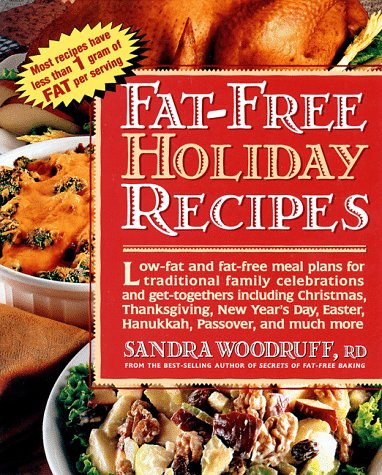 Most recipes have
less than 1 gram of
FAT per serving
FAT-FREE
HOLIDAY
RECIPES
Low-fat and fat-free meal plans for
traditional family celebrations
and get-togethers including Christmas,
Thanksgiving, New Year's Day, Easter,
Hanukkah, Passover, and much more
SANDRA WOODRUFF, RD
FROM THE BEST-SELLING AUTHOR OF SECRETS OF FAT-FREE BAKING